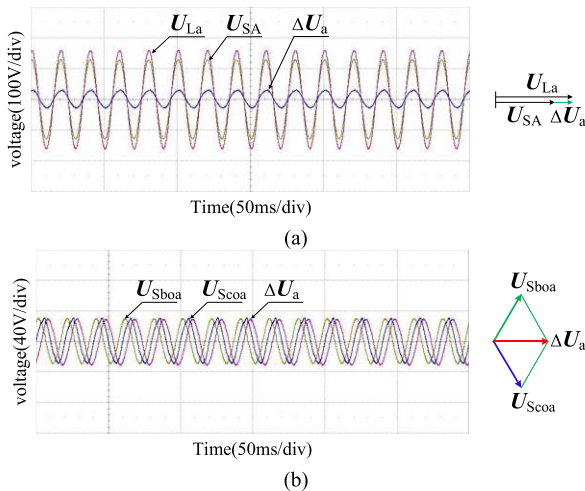 U_La U_SA ΔU_a
voltage(100V/div)
U_La
U_SA ΔU_a
Time(50ms/div)
(a)
U_Sboa U_Scoa ΔU_a
voltage(40V/div)
U_Sboa
ΔU_a
U_Scoa
Time(50ms/div)
(b)